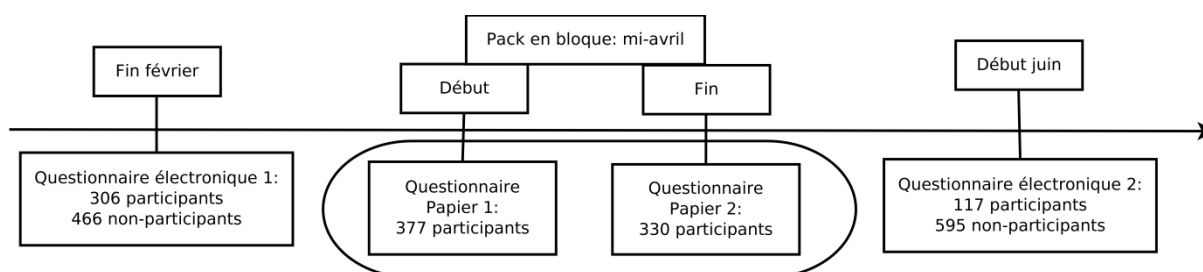 Pack en bloque: mi-avril
Fin février
Début
Fin
Début juin
Questionnaire électronique 1:
306 participants
466 non-participants
Questionnaire
Papier 1:
377 participants
Questionnaire
Papier 2:
330 participants
Questionnaire électronique 2:
117 participants
595 non-participants